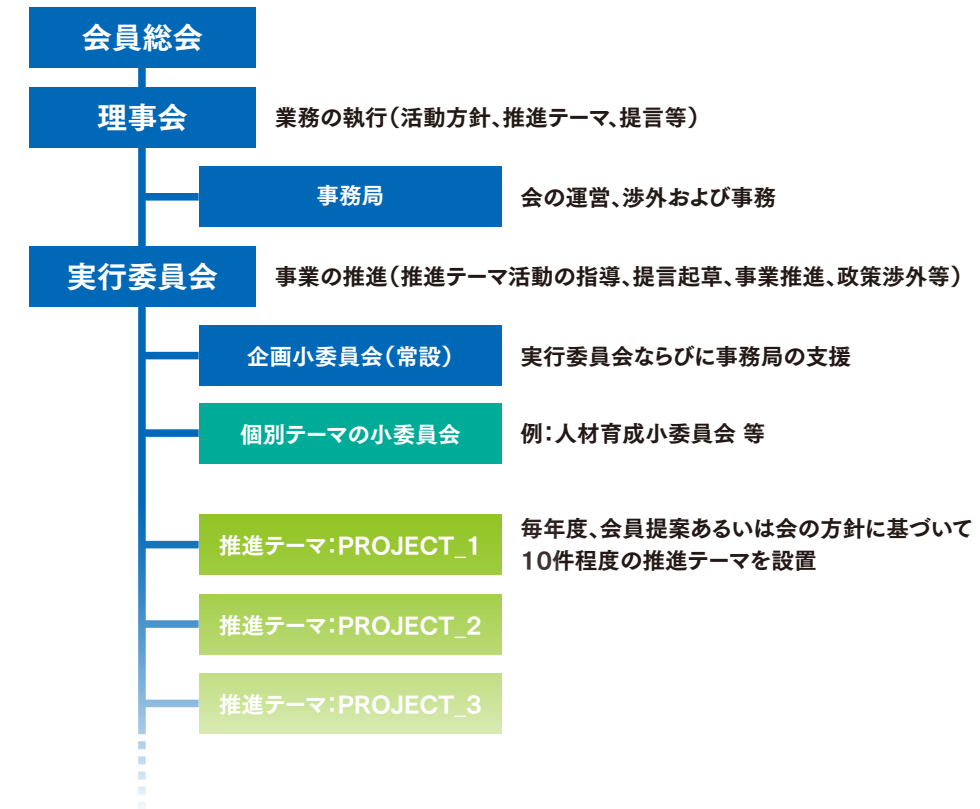 会員総会
理事会
業務の執行（活動方針、推進テーマ、提言等）
事務局
会の運営、渉外および事務
実行委員会
事業の推進（推進テーマ活動の指導、提言起草、事業推進、政策渉外等）
企画小委員会（常設）
実行委員会ならびに事務局の支援
個別テーマの小委員会
例：人材育成小委員会 等
推進テーマ：PROJECT_1
毎年度、会員提案あるいは会の方針に基づいて
10件程度の推進テーマを設置
推進テーマ：PROJECT_2
推進テーマ：PROJECT_3